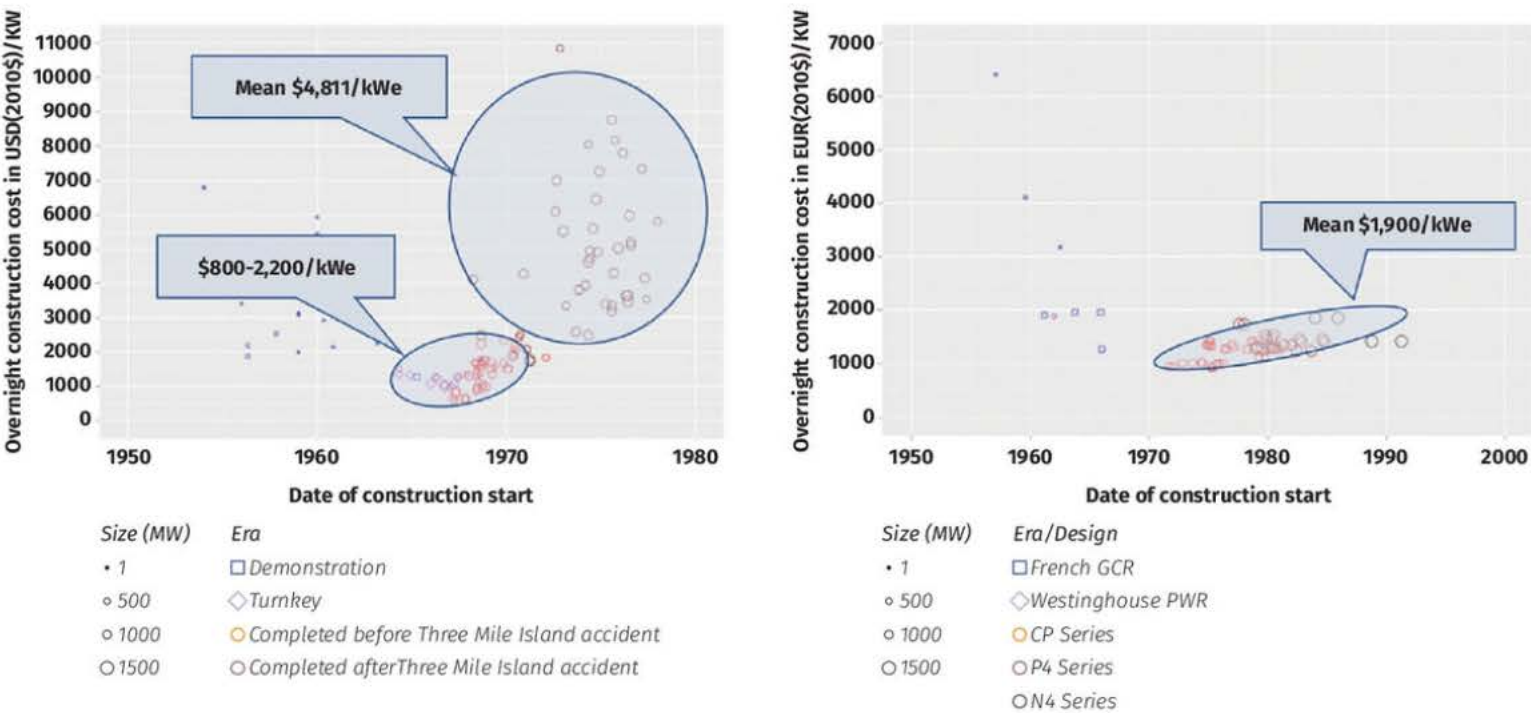 Overnight construction cost in USD(2010$)/KW
11000
10000
9000
8000
7000
6000
5000
4000
3000
2000
1000
0
Mean $4,811/kWe
$800-2,200/kWe
1950 1960 1970 1980
Date of construction start
Size (MW) Era
1 Demonstration
500 Turnkey
1000 Completed before Three Mile Island accident
1500 Completed afterThree Mile Island accident
Overnight construction cost in EUR(2010$)/KW
7000
6000
5000
4000
3000
2000
1000
0
Mean $1,900/kWe
1950 1960 1970 1980 1990 2000
Date of construction start
Size (MW) Era/Design
1 French GCR
500 Westinghouse PWR
1000 CP Series
1500 P4 Series
N4 Series